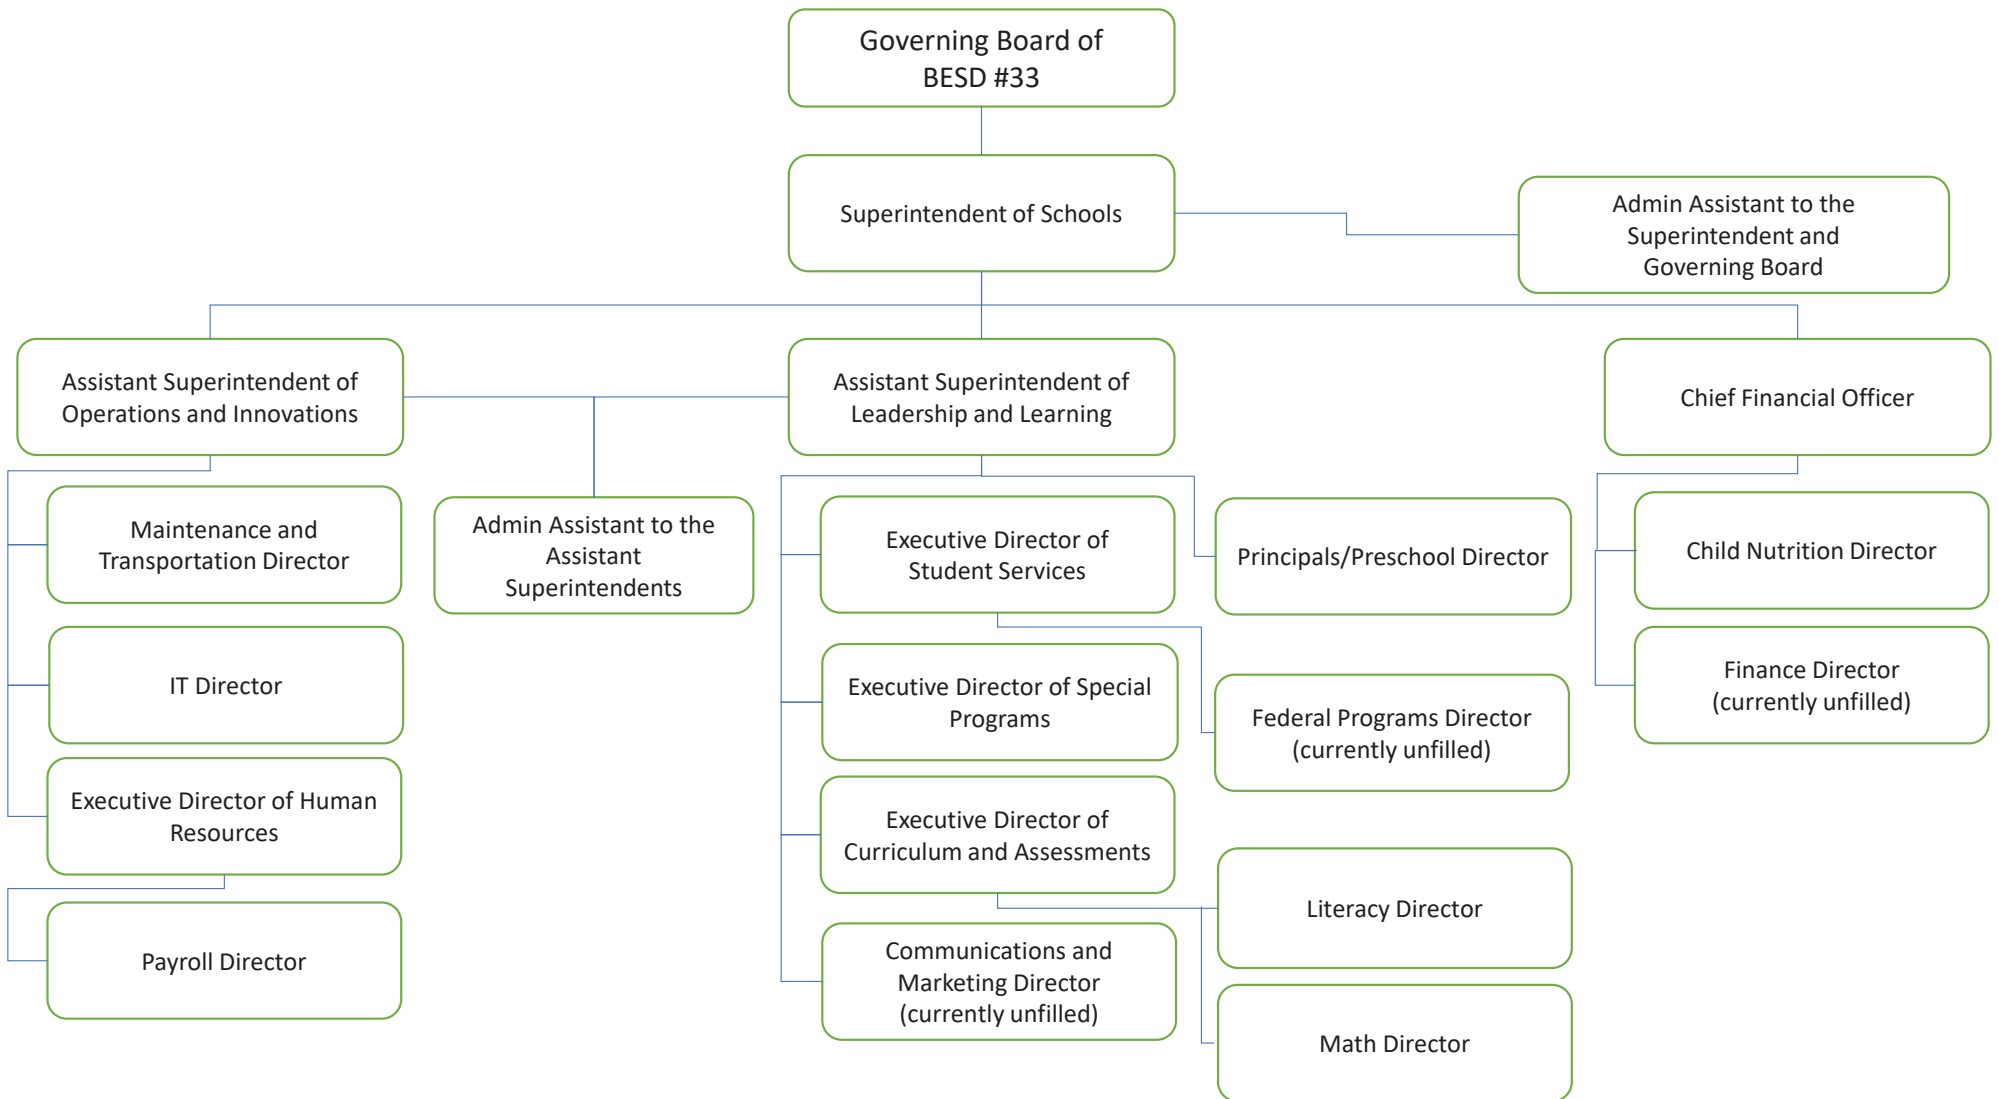 Governing Board of
BESD #33
Superintendent of Schools
Admin Assistant to the
Superintendent and
Governing Board
Assistant Superintendent of
Operations and Innovations
Assistant Superintendent of
Leadership and Learning
Chief Financial Officer
Maintenance and
Transportation Director
Admin Assistant to the
Assistant
Superintendents
Executive Director of
Student Services
Principals/Preschool Director
Child Nutrition Director
IT Director
Executive Director of Special
Programs
Federal Programs Director
(currently unfilled)
Finance Director
(currently unfilled)
Executive Director of Human
Resources
Executive Director of
Curriculum and Assessments
Literacy Director
Payroll Director
Communications and
Marketing Director
(currently unfilled)
Math Director